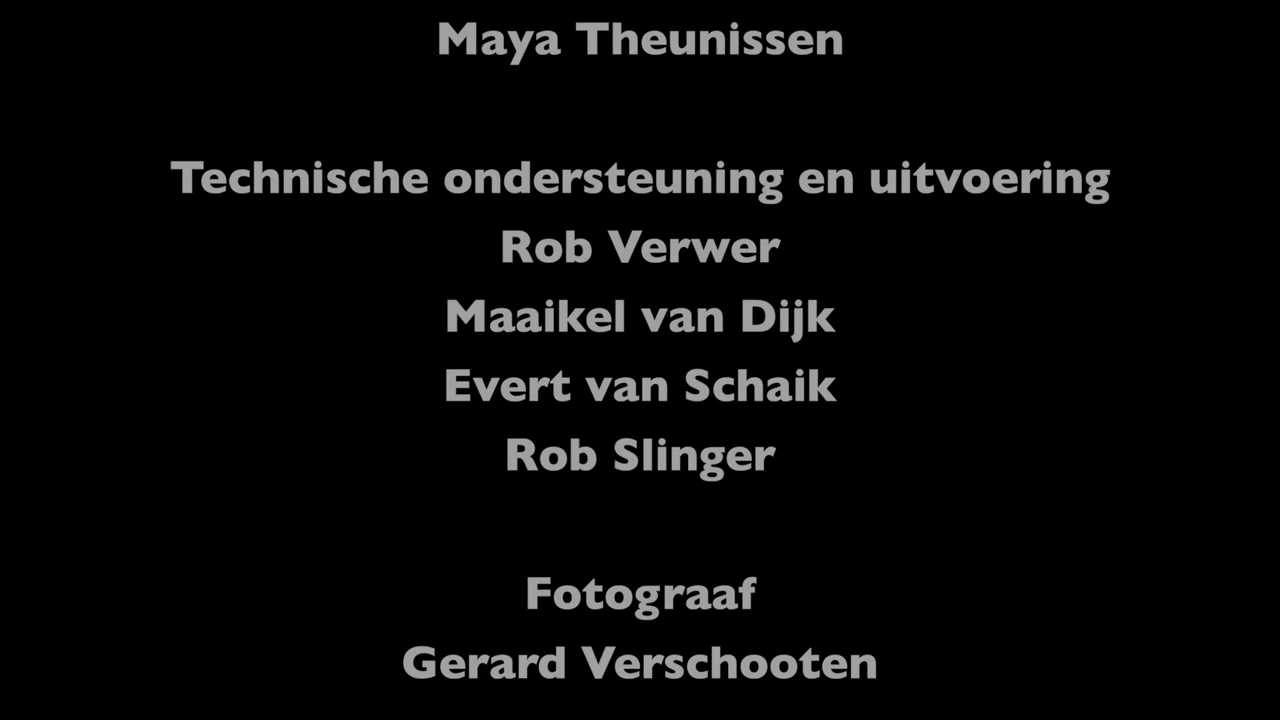 Maya Theunissen
Technische ondersteuning en uitvoering
Rob Verwer
Maaikel van Dijk
Evert van Schaik
Rob Slinger
Fotograaf
Gerard Verschooten